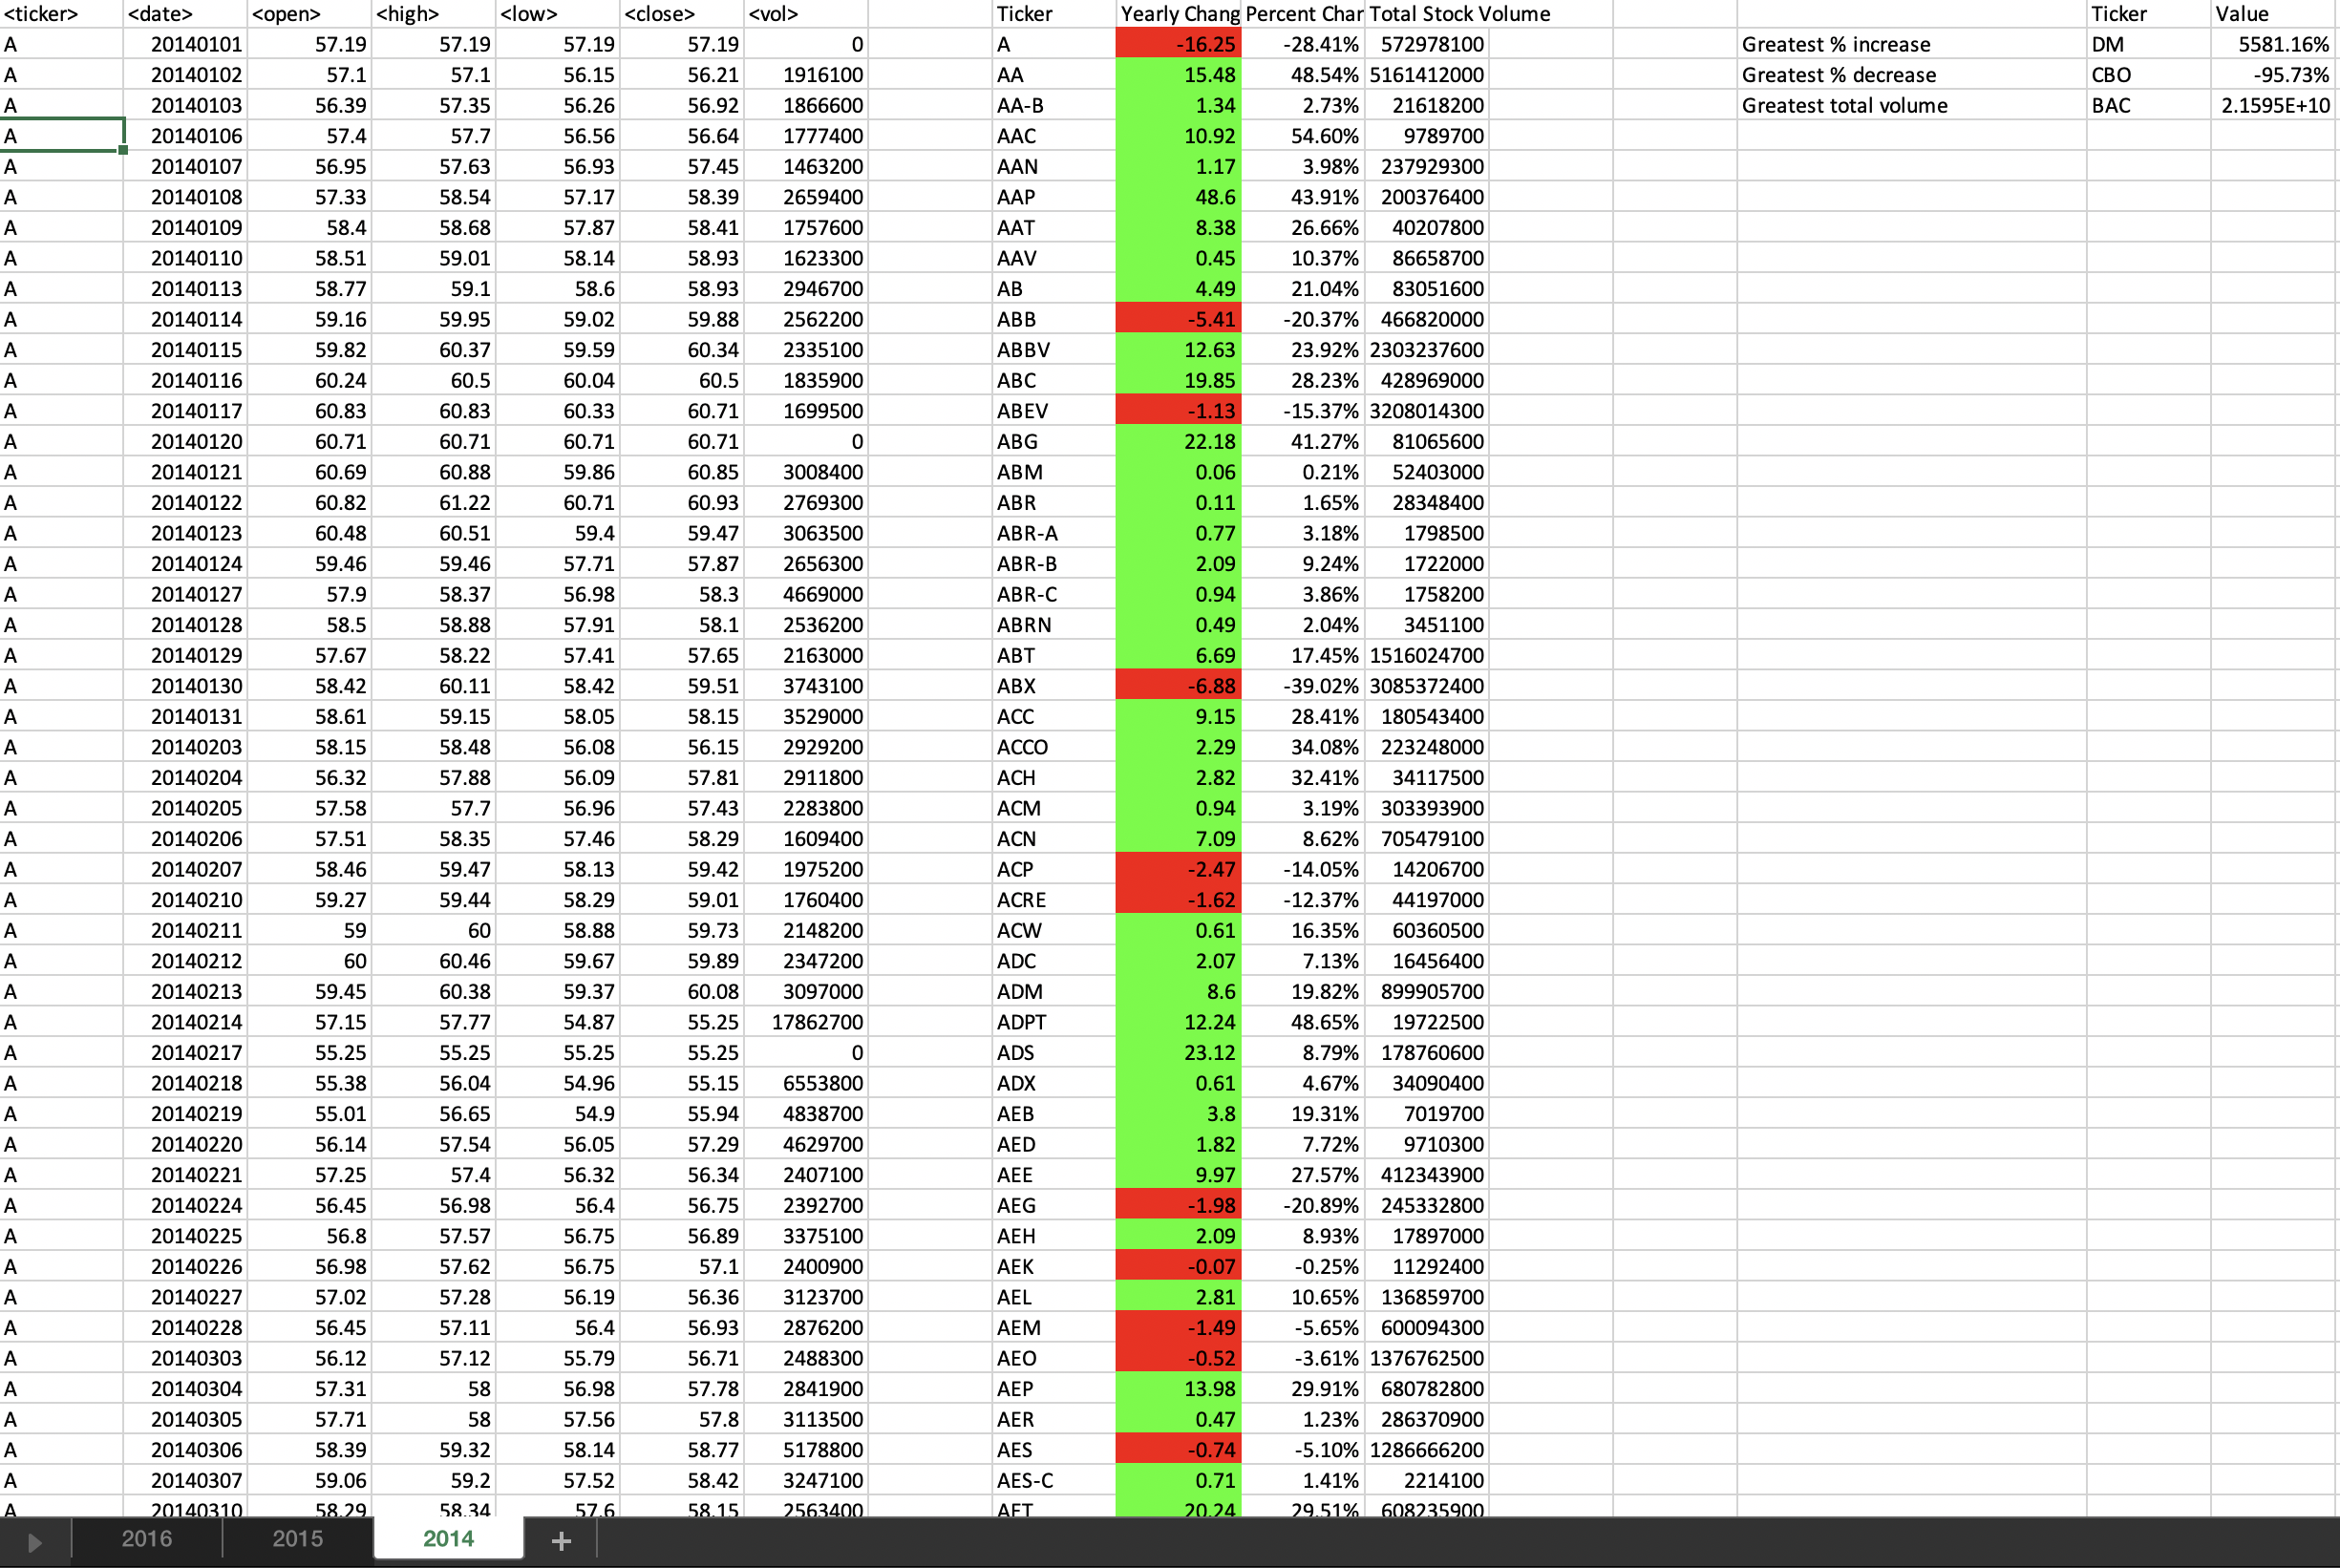 <ticker> <date> <open> <high> <low> <close> <vol> Ticker Yearly Chang Percent Char Total Stock Volume Ticker Value
A 20140101 57.19 57.19 57.19 57.19 0 A -16.25 -28.41% 572978100 Greatest % increase DM 5581.16%
A 20140102 57.1 57.1 56.15 56.21 1916100 AA 15.48 48.54% 5161412000 Greatest % decrease CBO -95.73%
A 20140103 56.39 57.35 56.26 56.92 1866600 AA-B 1.34 2.73% 21618200 Greatest total volume BAC 2.1595E+10
A 20140106 57.4 57.7 56.56 56.64 1777400 AAC 10.92 54.60% 9789700
A 20140107 56.95 57.63 56.93 57.45 1463200 AAN 1.17 3.98% 237929300
A 20140108 57.33 58.54 57.17 58.39 2659400 AAP 48.6 43.91% 200376400
A 20140109 58.4 58.68 57.87 58.41 1757600 AAT 8.38 26.66% 40207800
A 20140110 58.51 59.01 58.14 58.93 1623300 AAV 0.45 10.37% 86658700
A 20140113 58.77 59.1 58.6 58.93 2946700 AB 4.49 21.04% 83051600
A 20140114 59.16 59.95 59.02 59.88 2562200 ABB -5.41 -20.37% 466820000
A 20140115 59.82 60.37 59.59 60.34 2335100 ABBV 12.63 23.92% 2303237600
A 20140116 60.24 60.5 60.04 60.5 1835900 ABC 19.85 28.23% 428969000
A 20140117 60.83 60.83 60.33 60.71 1699500 ABEV -1.13 -15.37% 3208014300
A 20140120 60.71 60.71 60.71 60.71 0 ABG 22.18 41.27% 81065600
A 20140121 60.69 60.88 59.86 60.85 3008400 ABM 0.06 0.21% 52403000
A 20140122 60.82 61.22 60.71 60.93 2769300 ABR 0.11 1.65% 28348400
A 20140123 60.48 60.51 59.4 59.47 3063500 ABR-A 0.77 3.18% 1798500
A 20140124 59.46 59.46 57.71 57.87 2656300 ABR-B 2.09 9.24% 1722000
A 20140127 57.9 58.37 56.98 58.3 4669000 ABR-C 0.94 3.86% 1758200
A 20140128 58.5 58.88 57.91 58.1 2536200 ABRN 0.49 2.04% 3451100
A 20140129 57.67 58.22 57.41 57.65 2163000 ABT 6.69 17.45% 1516024700
A 20140130 58.42 60.11 58.42 59.51 3743100 ABX -6.88 -39.02% 3085372400
A 20140131 58.61 59.15 58.05 58.15 3529000 ACC 9.15 28.41% 180543400
A 20140203 58.15 58.48 56.08 56.15 2929200 ACCO 2.29 34.08% 223248000
A 20140204 56.32 57.88 56.09 57.81 2911800 ACH 2.82 32.41% 34117500
A 20140205 57.58 57.7 56.96 57.43 2283800 ACM 0.94 3.19% 303393900
A 20140206 57.51 58.35 57.46 58.29 1609400 ACN 7.09 8.62% 705479100
A 20140207 58.46 59.47 58.13 59.42 1975200 ACP -2.47 -14.05% 14206700
A 20140210 59.27 59.44 58.29 59.01 1760400 ACRE -1.62 -12.37% 44197000
A 20140211 59 60 58.88 59.73 2148200 ACW 0.61 16.35% 60360500
A 20140212 60 60.46 59.67 59.89 2347200 ADC 2.07 7.13% 16456400
A 20140213 59.45 60.38 59.37 60.08 3097000 ADM 8.6 19.82% 899905700
A 20140214 57.15 57.77 54.87 55.25 17862700 ADPT 12.24 48.65% 19722500
A 20140217 55.25 55.25 55.25 55.25 0 ADS 23.12 8.79% 178760600
A 20140218 55.38 56.04 54.96 55.15 6553800 ADX 0.61 4.67% 34090400
A 20140219 55.01 56.65 54.9 55.94 4838700 AEB 3.8 19.31% 7019700
A 20140220 56.14 57.54 56.05 57.29 4629700 AED 1.82 7.72% 9710300
A 20140221 57.25 57.4 56.32 56.34 2407100 AEE 9.97 27.57% 412343900
A 20140224 56.45 56.98 56.4 56.75 2392700 AEG -1.98 -20.89% 245332800
A 20140225 56.8 57.57 56.75 56.89 3375100 AEH 2.09 8.93% 17897000
A 20140226 56.98 57.62 56.75 57.1 2400900 AEK -0.07 -0.25% 11292400
A 20140227 57.02 57.28 56.19 56.36 3123700 AEL 2.81 10.65% 136859700
A 20140228 56.45 57.11 56.4 56.93 2876200 AEM -1.49 -5.65% 600094300
A 20140303 56.12 57.12 55.79 56.71 2488300 AEO -0.52 -3.61% 1376762500
A 20140304 57.31 58 56.98 57.78 2841900 AEP 13.98 29.91% 680782800
A 20140305 57.71 58 57.56 57.8 3113500 AER 0.47 1.23% 286370900
A 20140306 58.39 59.32 58.14 58.77 5178800 AES -0.74 -5.10% 1286666200
A 20140307 59.06 59.2 57.52 58.42 3247100 AES-C 0.71 1.41% 2214100
A 20140310 58.29 58.34 57.6 58.15 2563400 AET 20.24 29.51% 608235900
2016 2015 2014 +